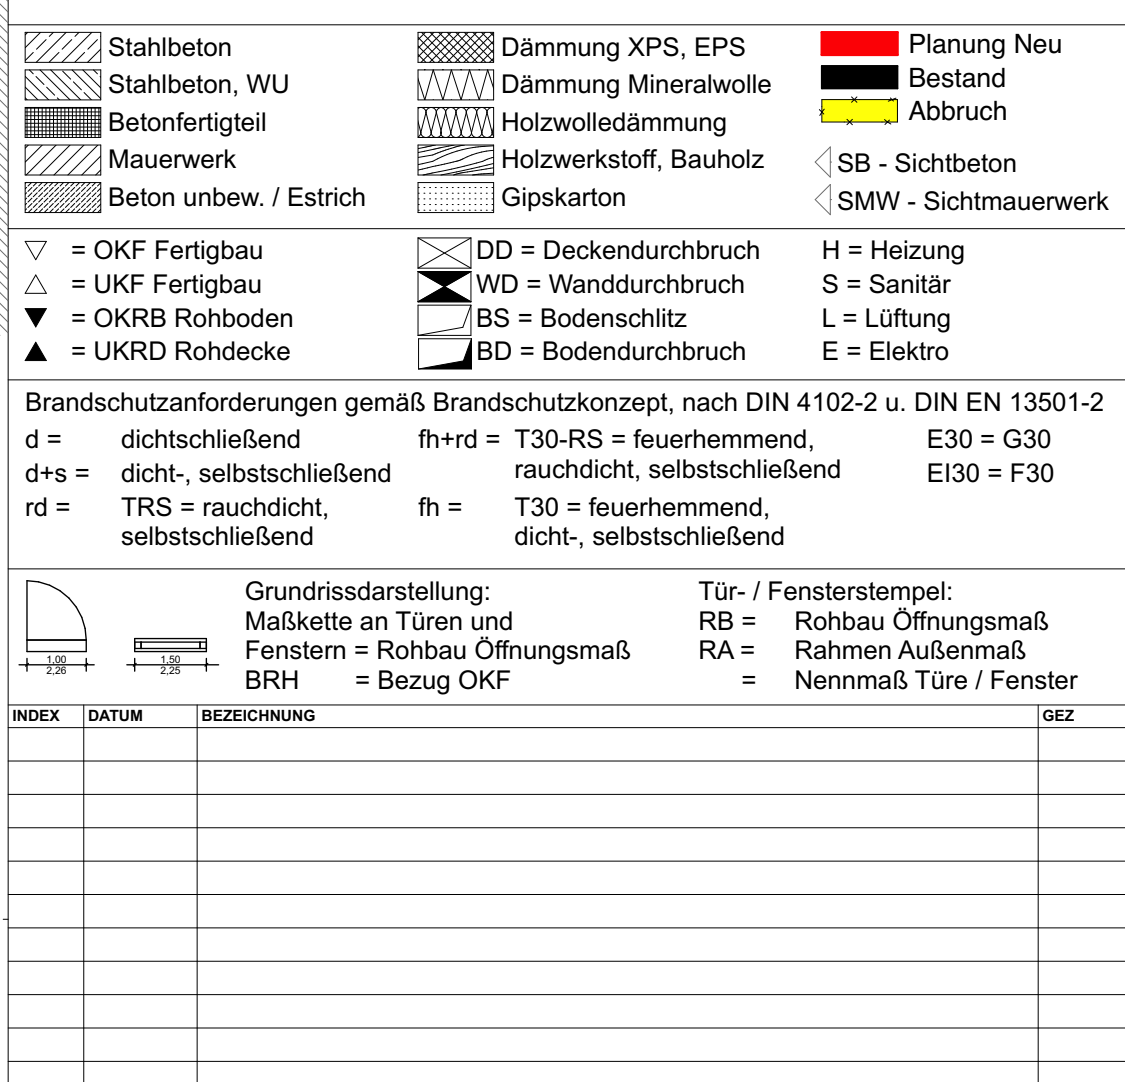 Stahlbeton
Stahlbeton, WU
Betonfertigteil
Mauerwerk
Beton unbew. / Estrich
Dämmung XPS, EPS
Dämmung Mineralwolle
Holzwolledämmung
Holzwerkstoff, Bauholz
Gipskarton
Planung Neu
Bestand
Abbruch
SB - Sichtbeton
SMW - Sichtmauerwerk
= OKF Fertigbau
= UKF Fertigbau
= OKRB Rohboden
= UKRD Rohdecke
DD = Deckendurchbruch
WD = Wanddurchbruch
BS = Bodenschlitz
BD = Bodendurchbruch
H = Heizung
S = Sanitär
L = Lüftung
E = Elektro
Brandschutzanforderungen gemäß Brandschutzkonzept, nach DIN 4102-2 u. DIN EN 13501-2
d = dichtschließend
d+s = dicht-, selbstschließend
rd = TRS = rauchdicht,
selbstschließend
fh+rd = T30-RS = feuerhemmend,
rauchdicht, selbstschließend
fh = T30 = feuerhemmend,
dicht-, selbstschließend
E30 = G30
EI30 = F30
1,00
2,26
1,50
2,25
Grundrissdarstellung:
Maßkette an Türen und
Fenstern = Rohbau Öffnungsmaß
BRH = Bezug OKF
Tür- / Fensterstempel:
RB = Rohbau Öffnungsmaß
RA = Rahmen Außenmaß
= Nennmaß Türe / Fenster
INDEX DATUM BEZEICHNUNG GEZ